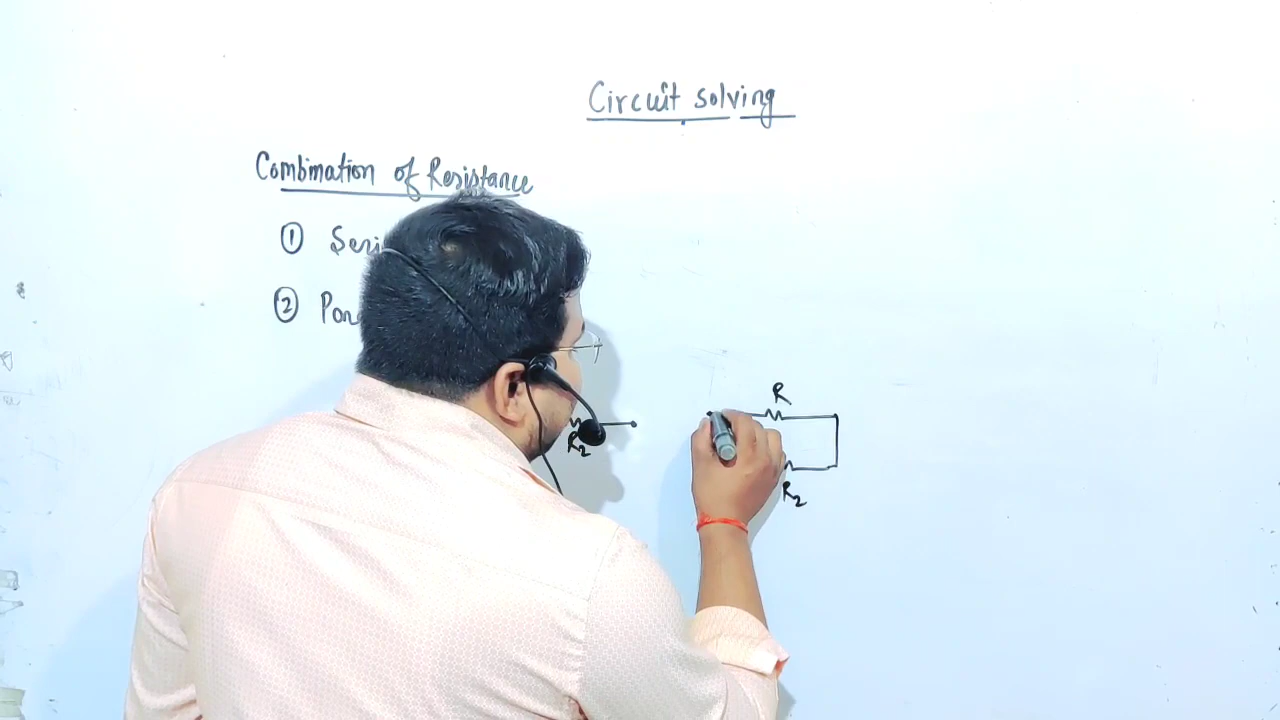 Circuit solving
Combination of Resistance
① Seri
② Par
R
R2
R2